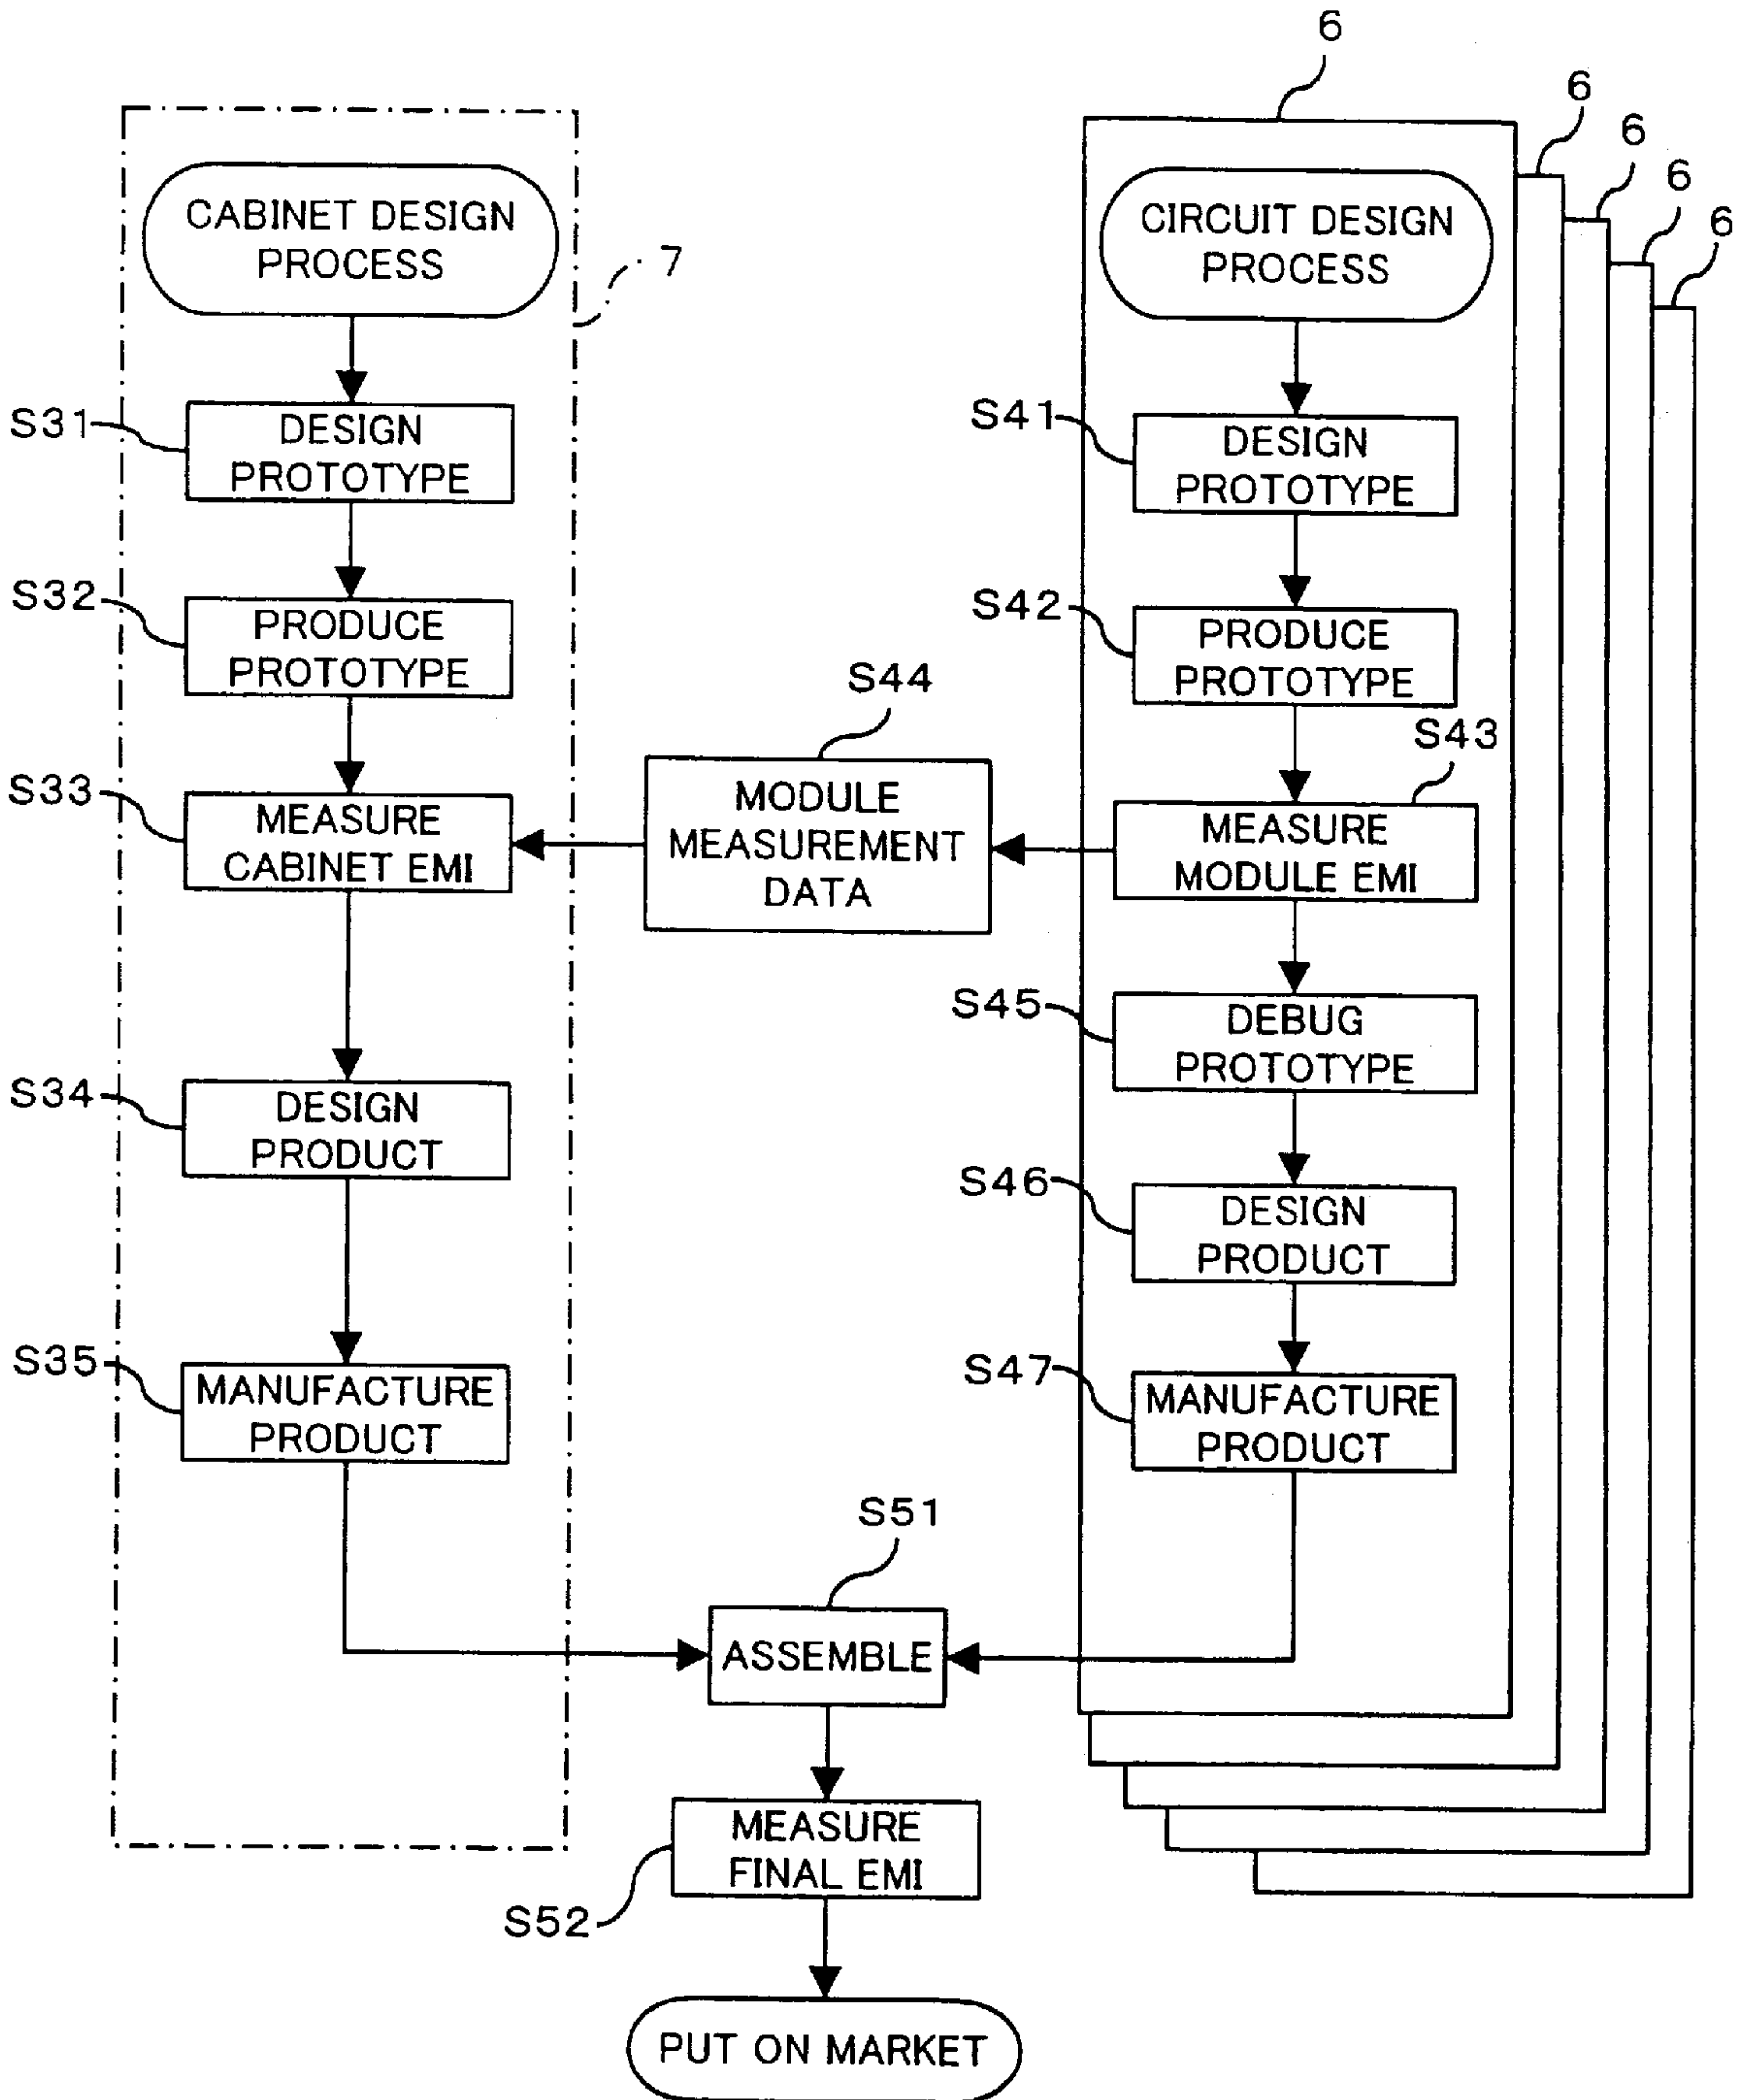 6
6
6
6
6
CABINET DESIGN
PROCESS
7
S31
DESIGN
PROTOTYPE
S32
PRODUCE
PROTOTYPE
S33
MEASURE
CABINET EMI
S34
DESIGN
PRODUCT
S35
MANUFACTURE
PRODUCT
S44
MODULE
MEASUREMENT
DATA
CIRCUIT DESIGN
PROCESS
S41
DESIGN
PROTOTYPE
S42
PRODUCE
PROTOTYPE
S43
MEASURE
MODULE EMI
S45
DEBUG
PROTOTYPE
S46
DESIGN
PRODUCT
S47
MANUFACTURE
PRODUCT
S51
ASSEMBLE
MEASURE
FINAL EMI
S52
PUT ON MARKET